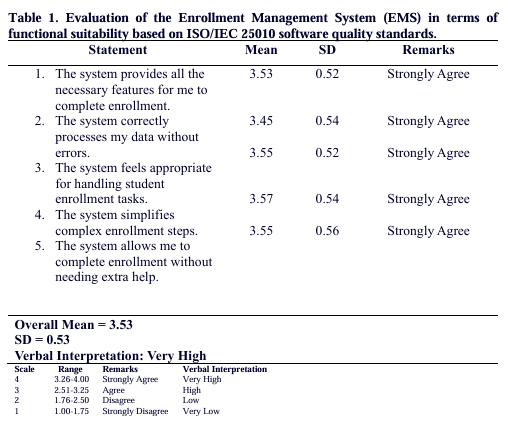 Table 1. Evaluation of the Enrollment Management System (EMS) in terms of
functional suitability based on ISO/IEC 25010 software quality standards.
Statement Mean SD Remarks
1. The system provides all the 3.53 0.52 Strongly Agree
necessary features for me to
complete enrollment.
2. The system correctly 3.45 0.54 Strongly Agree
processes my data without
errors. 3.55 0.52 Strongly Agree
3. The system feels appropriate
for handling student
enrollment tasks. 3.57 0.54 Strongly Agree
4. The system simplifies
complex enrollment steps. 3.55 0.56 Strongly Agree
5. The system allows me to
complete enrollment without
needing extra help.
Overall Mean = 3.53
SD = 0.53
Verbal Interpretation: Very High
Scale Range Remarks Verbal Interpretation
4 3.26-4.00 Strongly Agree Very High
3 2.51-3.25 Agree High
2 1.76-2.50 Disagree Low
1 1.00-1.75 Strongly Disagree Very Low